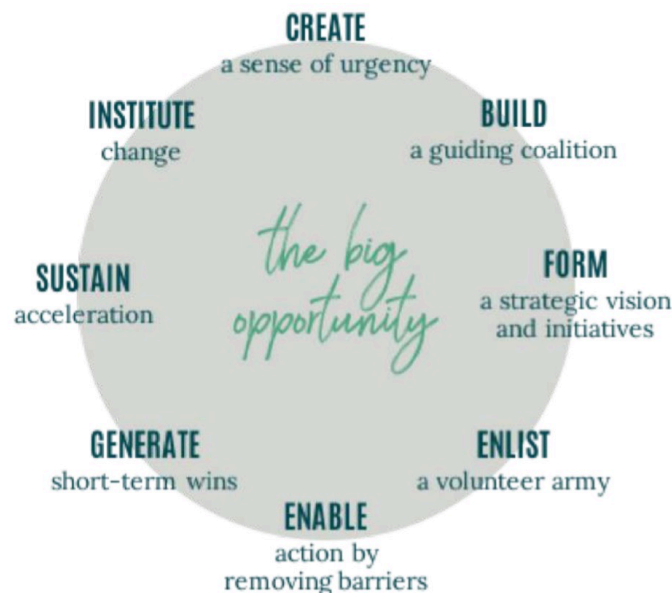 CREATE
a sense of urgency
BUILD
a guiding coalition
FORM
a strategic vision
and initiatives
ENLIST
a volunteer army
ENABLE
action by
removing barriers
GENERATE
short-term wins
SUSTAIN
acceleration
INSTITUTE
change
the big
opportunity